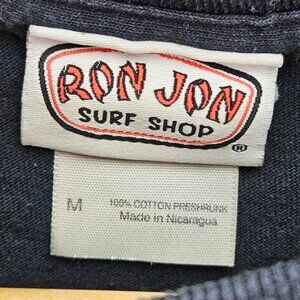 RON JON
SURF SHOP
®
M
100% COTTON PRESHRUNK
Made in Nicaragua